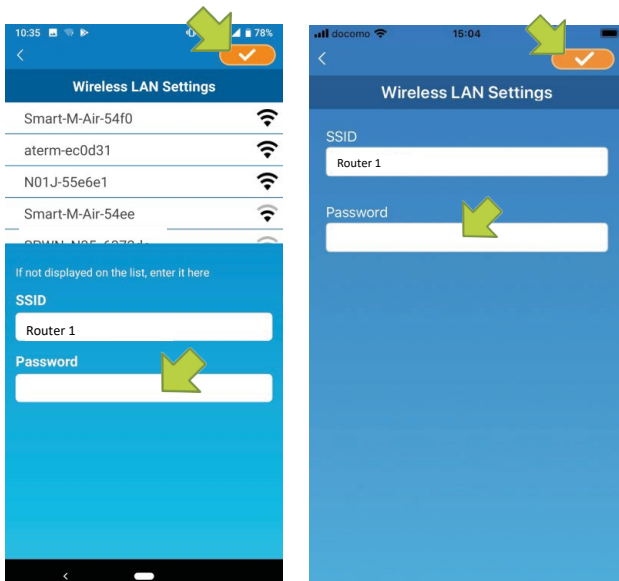 10:35
78%
Wireless LAN Settings
Smart-M-Air-54f0
aterm-ec0d31
N01J-55e6e1
Smart-M-Air-54ee
If not displayed on the list, enter it here
SSID
Router 1
Password
docomo
15:04
Wireless LAN Settings
SSID
Router 1
Password